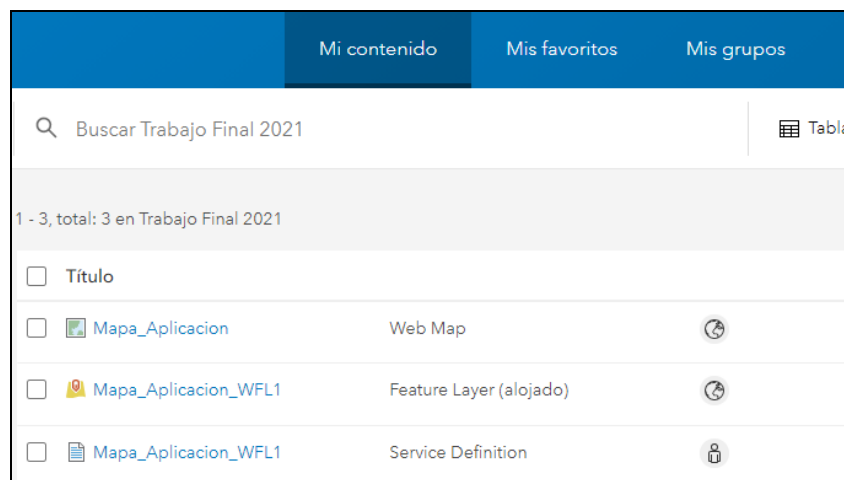 Mi contenido Mis favoritos Mis grupos
Buscar Trabajo Final 2021
1 - 3, total: 3 en Trabajo Final 2021
Título
Mapa_Aplicacion Web Map
Mapa_Aplicacion_WFL1 Feature Layer (alojado)
Mapa_Aplicacion_WFL1 Service Definition